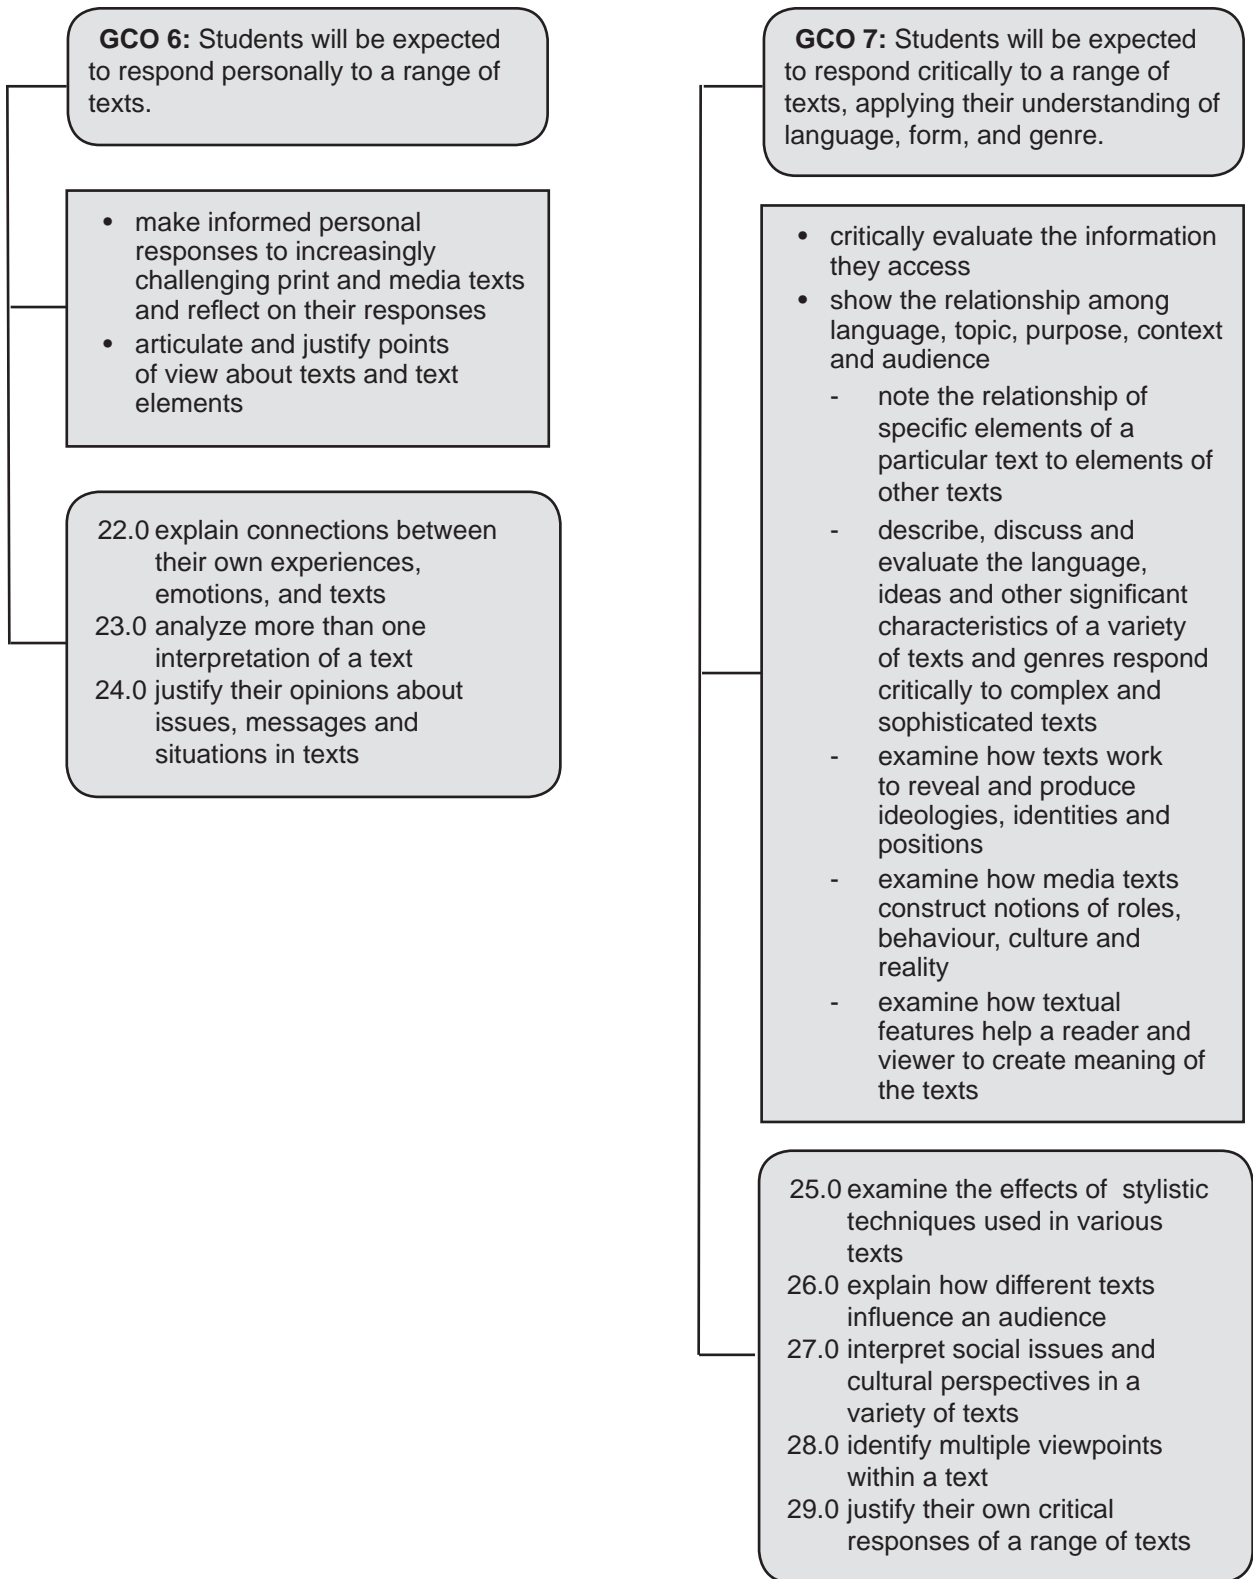 GCO 6: Students will be expected
to respond personally to a range of
texts.
• make informed personal
responses to increasingly
challenging print and media texts
and reflect on their responses
• articulate and justify points
of view about texts and text
elements
22.0 explain connections between
their own experiences,
emotions, and texts
23.0 analyze more than one
interpretation of a text
24.0 justify their opinions about
issues, messages and
situations in texts
GCO 7: Students will be expected
to respond critically to a range of
texts, applying their understanding of
language, form, and genre.
• critically evaluate the information
they access
• show the relationship among
language, topic, purpose, context
and audience
- note the relationship of
specific elements of a
particular text to elements of
other texts
- describe, discuss and
evaluate the language,
ideas and other significant
characteristics of a variety
of texts and genres respond
critically to complex and
sophisticated texts
- examine how texts work
to reveal and produce
ideologies, identities and
positions
- examine how media texts
construct notions of roles,
behaviour, culture and
reality
- examine how textual
features help a reader and
viewer to create meaning of
the texts
25.0 examine the effects of stylistic
techniques used in various
texts
26.0 explain how different texts
influence an audience
27.0 interpret social issues and
cultural perspectives in a
variety of texts
28.0 identify multiple viewpoints
within a text
29.0 justify their own critical
responses of a range of texts